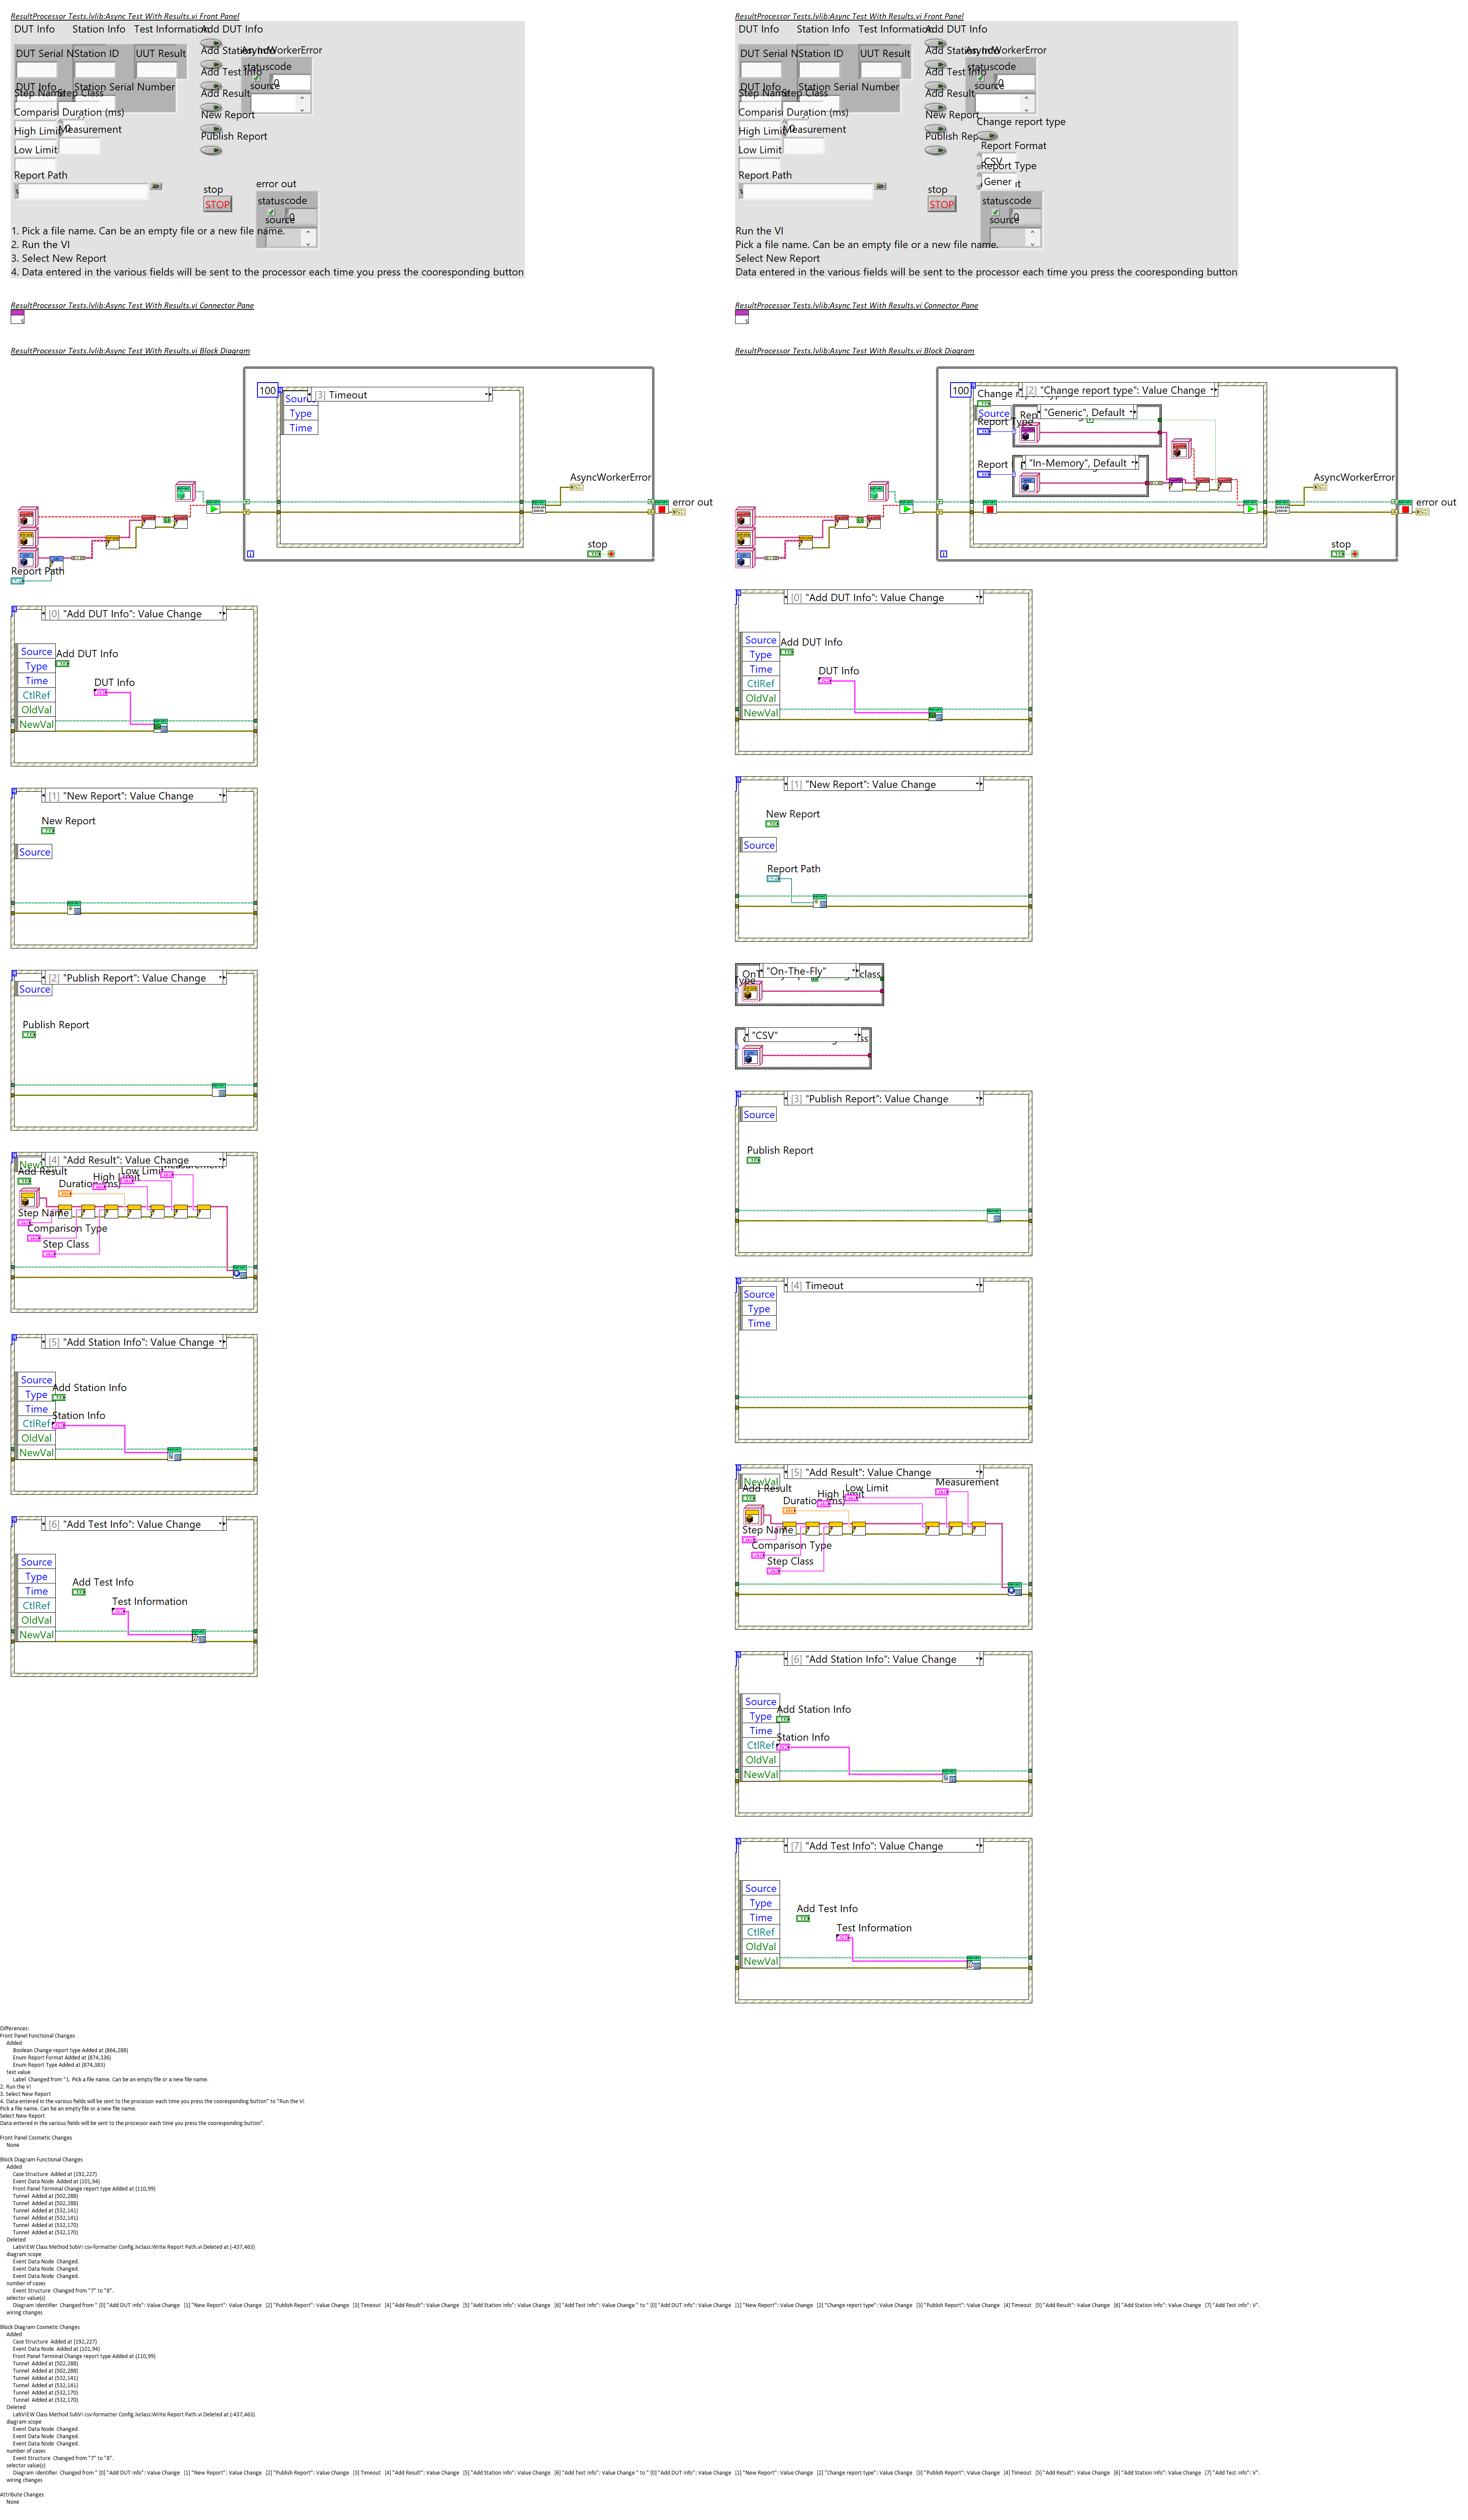 ResultProcessor Tests.lvlib:Async Test With Results.vi Front Panel
DUT Info Station Info Test Information Add DUT Info
DUT Serial N Station ID UUT Result Add Station Info AsyncWorkerError
Add Test Info status code
0
source
DUT Info Station Serial Number
Step Name Step Class Add Result
Comparis Duration (ms) New Report
High Limit 0 Measurement Publish Report
Low Limit
Report Path
stop error out
STOP status code
0
source
1. Pick a file name. Can be an empty file or a new file name.
2. Run the VI
3. Select New Report
4. Data entered in the various fields will be sent to the processor each time you press the cooresponding button
ResultProcessor Tests.lvlib:Async Test With Results.vi Connector Pane
ResultProcessor Tests.lvlib:Async Test With Results.vi Block Diagram
100
[3] Timeout
Source
Type
Time
AsyncWorkerError
error out
stop
Report Path
[0] "Add DUT Info": Value Change
Source
Type
Time
CtlRef
OldVal
NewVal
Add DUT Info
DUT Info
[1] "New Report": Value Change
New Report
Source
[2] "Publish Report": Value Change
Source
Publish Report
[4] "Add Result": Value Change
NewVal
Add Result
Low Limit
High Limit
Duration (ms)
Step Name
Comparison Type
Step Class
[5] "Add Station Info": Value Change
Source
Type
Time
CtlRef
OldVal
NewVal
Add Station Info
Station Info
[6] "Add Test Info": Value Change
Source
Type
Time
CtlRef
OldVal
NewVal
Add Test Info
Test Information
ResultProcessor Tests.lvlib:Async Test With Results.vi Front Panel
DUT Info Station Info Test Information Add DUT Info
DUT Serial N Station ID UUT Result Add Station Info AsyncWorkerError
Add Test Info status code
0
source
DUT Info Station Serial Number
Step Name Step Class Add Result
Comparis Duration (ms) New Report Change report type
High Limit 0 Measurement Publish Rep
Low Limit Report Format
CSV
Report Type
Report Path Gener
stop
STOP status code
0
source
Run the VI
Pick a file name. Can be an empty file or a new file name.
Select New Report
Data entered in the various fields will be sent to the processor each time you press the cooresponding button
ResultProcessor Tests.lvlib:Async Test With Results.vi Connector Pane
ResultProcessor Tests.lvlib:Async Test With Results.vi Block Diagram
100
[2] "Change report type": Value Change
Source
"Generic", Default
Report Type
"In-Memory", Default
Report
AsyncWorkerError
error out
stop
[0] "Add DUT Info": Value Change
Source
Type
Time
CtlRef
OldVal
NewVal
Add DUT Info
DUT Info
[1] "New Report": Value Change
New Report
Source
Report Path
"On-The-Fly"
"CSV"
[3] "Publish Report": Value Change
Source
Publish Report
[4] Timeout
Source
Type
Time
[5] "Add Result": Value Change
NewVal
Add Result
Measurement
Low Limit
High Limit
Duration (ms)
Step Name
Comparison Type
Step Class
[6] "Add Station Info": Value Change
Source
Type
Time
CtlRef
OldVal
NewVal
Add Station Info
Station Info
[7] "Add Test Info": Value Change
Source
Type
Time
CtlRef
OldVal
NewVal
Add Test Info
Test Information
Differences:
Front Panel Functional Changes
Added
Boolean Change report type Added at (864,288)
Enum Report Format Added at (874,336)
Enum Report Type Added at (874,383)
text value
Label Changed from "1. Pick a file name. Can be an empty file or a new file name.
2. Run the VI
3. Select New Report
4. Data entered in the various fields will be sent to the processor each time you press the cooresponding button" to "Run the VI
Pick a file name. Can be an empty file or a new file name.
Select New Report
Data entered in the various fields will be sent to the processor each time you press the cooresponding button".
Front Panel Cosmetic Changes
None
Block Diagram Functional Changes
Added
Case Structure Added at (192,227)
Event Data Node Added at (101,94)
Front Panel Terminal Change report type Added at (110,99)
Tunnel Added at (502,288)
Tunnel Added at (502,288)
Tunnel Added at (532,141)
Tunnel Added at (532,141)
Tunnel Added at (532,170)
Tunnel Added at (532,170)
Deleted
LabVIEW Class Method SubVI csv-formatter Config.lvclass:Write Report Path.vi Deleted at (-437,463)
diagram scope
Event Data Node Changed.
Event Data Node Changed.
Event Data Node Changed.
number of cases
Event Structure Changed from "7" to "8".
selector value(s)
Diagram Identifier Changed from " [0] "Add DUT Info": Value Change [1] "New Report": Value Change [2] "Publish Report": Value Change [3] Timeout [4] "Add Result": Value Change [5] "Add Station Info": Value Change [6] "Add Test Info": Value Change " to " [0] "Add DUT Info": Value Change [1] "New Report": Value Change [2] "Change report type": Value Change [3] "Publish Report": Value Change [4] Timeout [5] "Add Result": Value Change [6] "Add Station Info": Value Change [7] "Add Test Info": V".
wiring changes
Block Diagram Cosmetic Changes
Added
Case Structure Added at (192,227)
Event Data Node Added at (101,94)
Front Panel Terminal Change report type Added at (110,99)
Tunnel Added at (502,288)
Tunnel Added at (502,288)
Tunnel Added at (532,141)
Tunnel Added at (532,141)
Tunnel Added at (532,170)
Tunnel Added at (532,170)
Deleted
LabVIEW Class Method SubVI csv-formatter Config.lvclass:Write Report Path.vi Deleted at (-437,463)
diagram scope
Event Data Node Changed.
Event Data Node Changed.
Event Data Node Changed.
number of cases
Event Structure Changed from "7" to "8".
selector value(s)
Diagram Identifier Changed from " [0] "Add DUT Info": Value Change [1] "New Report": Value Change [2] "Publish Report": Value Change [3] Timeout [4] "Add Result": Value Change [5] "Add Station Info": Value Change [6] "Add Test Info": Value Change " to " [0] "Add DUT Info": Value Change [1] "New Report": Value Change [2] "Change report type": Value Change [3] "Publish Report": Value Change [4] Timeout [5] "Add Result": Value Change [6] "Add Station Info": Value Change [7] "Add Test Info": V".
wiring changes
Attribute Changes
None